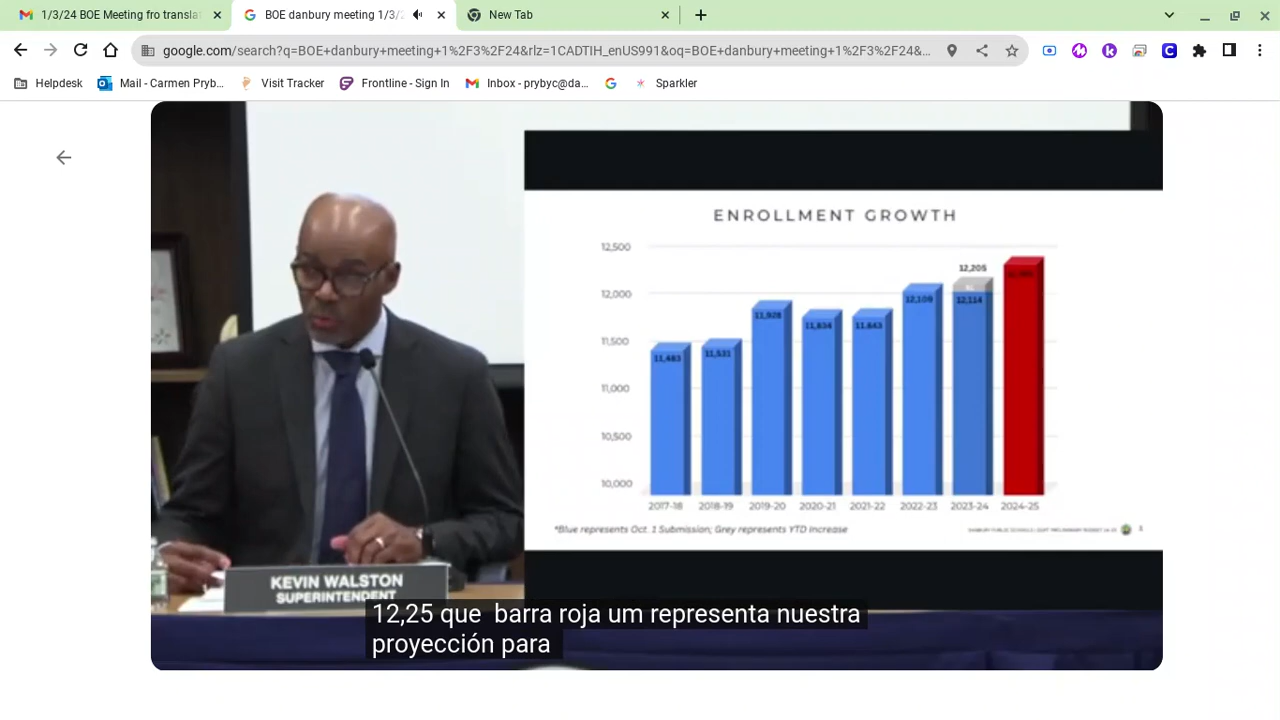 1/3/24 BOE Meeting fro transla
BOE danbury meeting 1/3/2
New Tab
google.com/search?q=BOE+danbury+meeting+1%2F3%2F24&rlz=1CADTIH_enUS991&oq=BOE+danbury+meeting+1%2F3%2F24&...
Helpdesk
Mail - Carmen Pryb...
Visit Tracker
Frontline - Sign In
Inbox - prybyc@da...
Sparkler
ENROLLMENT GROWTH
12,500
12,000
11,500
11,000
10,500
10,000
11,483
11,531
11,928
11,834
11,843
12,109
12,205
91
12,114
2017-18
2018-19
2019-20
2020-21
2021-22
2022-23
2023-24
2024-25
*Blue represents Oct. 1 Submission; Grey represents YTD Increase
KEVIN WALSTON
SUPERINTENDENT
12,25 que barra roja um representa nuestra
proyección para